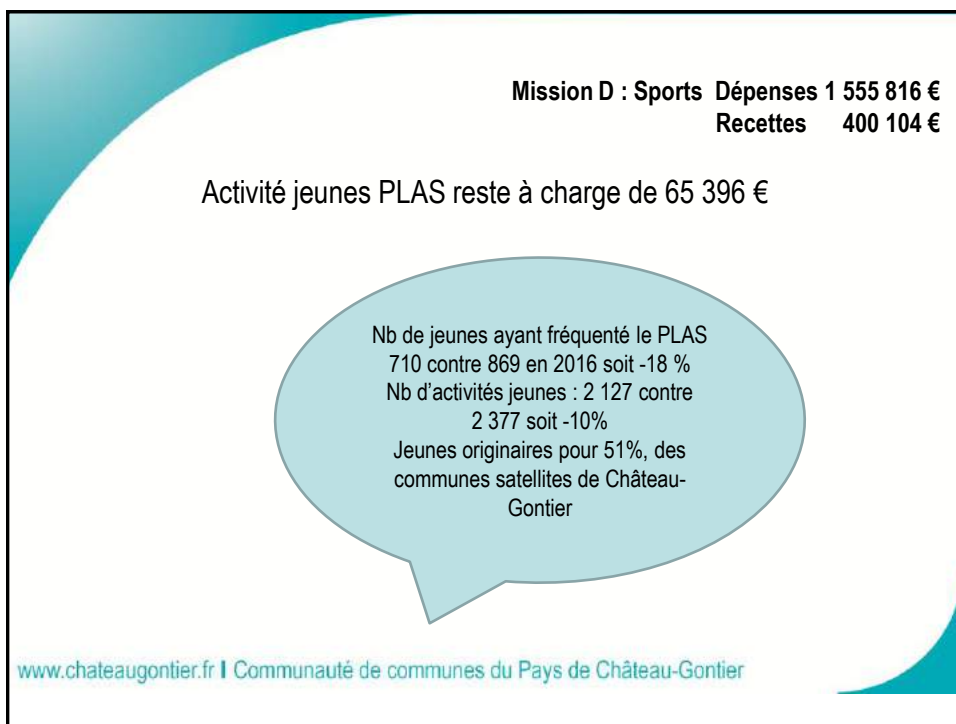 Mission D : Sports Dépenses 1 555 816 €
Recettes 400 104 €
Activité jeunes PLAS reste à charge de 65 396 €
Nb de jeunes ayant fréquenté le PLAS
710 contre 869 en 2016 soit -18 %
Nb d’activités jeunes : 2 127 contre
2 377 soit -10%
Jeunes originaires pour 51%, des
communes satellites de Château-
Gontier
www.chateaugontier.fr I Communauté de communes du Pays de Château-Gontier